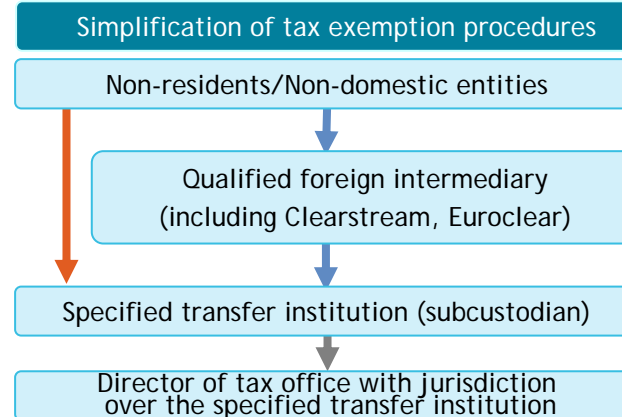 Simplification of tax exemption procedures
Non-residents/Non-domestic entities
Qualified foreign intermediary
(including Clearstream, Euroclear)
Specified transfer institution (subcustodian)
Director of tax office with jurisdiction
over the specified transfer institution